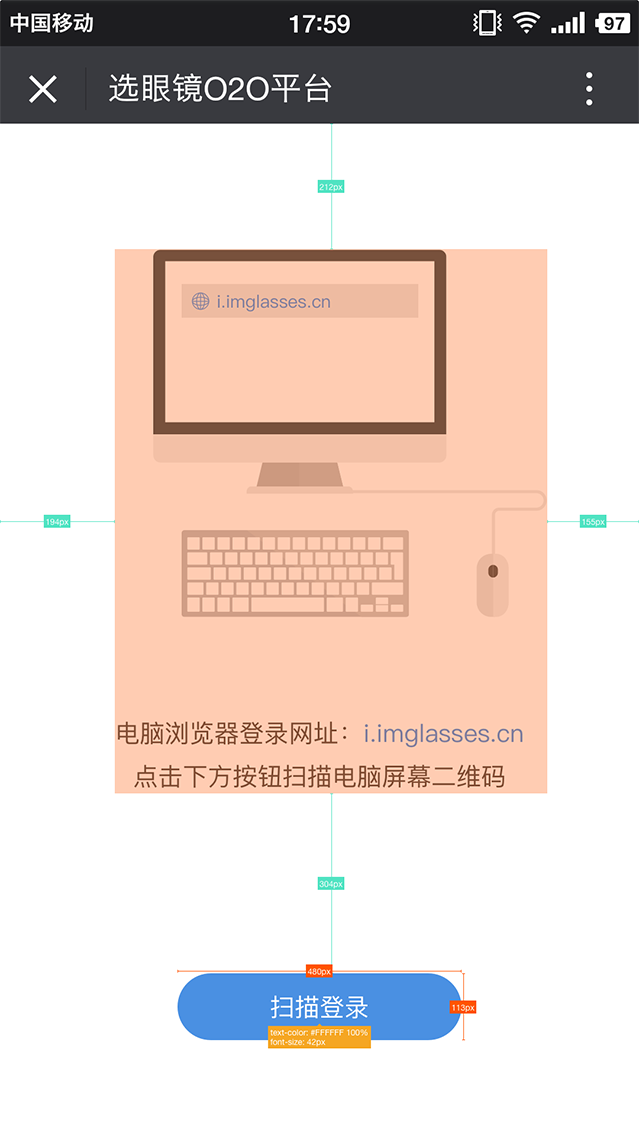 中国移动 17:59 97
选眼镜O2O平台
212px
i.imglasses.cn
194px 155px
电脑浏览器登录网址：i.imglasses.cn
点击下方按钮扫描电脑屏幕二维码
304px
480px
扫描登录
113px
text-color: #FFFFFF 100%
font-size: 42px